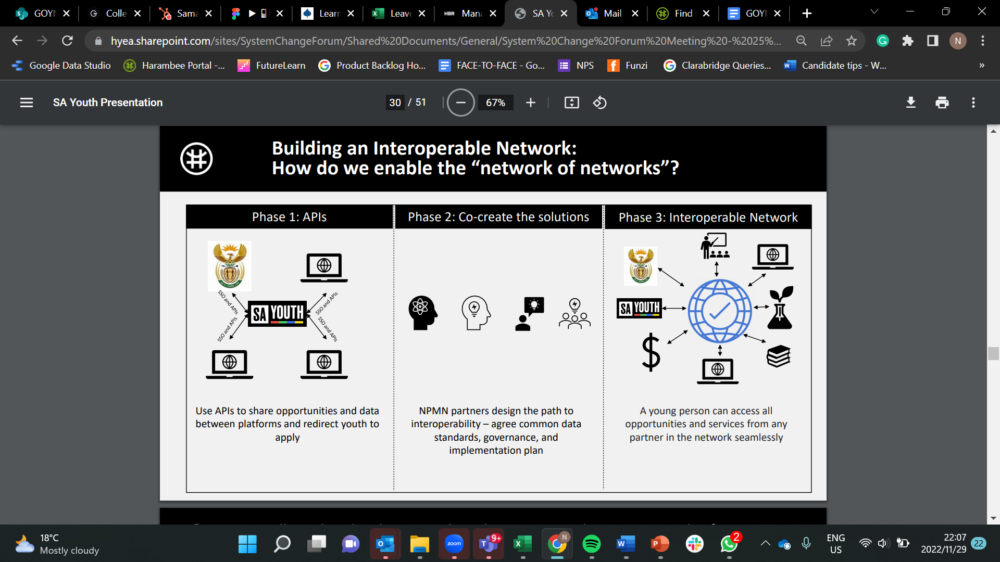 GOYN
Colle
Sama
Learn
Leave
HBR
Mana
SA Yo
Mail
Find
GOYN
hyea.sharepoint.com/sites/SystemChangeForum/Shared%20Documents/General/System%20Change%20Forum%20Meeting%20-%2025%...
N
Google Data Studio
Harambee Portal -...
FutureLearn
Product Backlog Ho...
FACE-TO-FACE - Go...
NPS
Funzi
Clarabridge Queries...
Candidate tips - W...
»
SA Youth Presentation
30 / 51
67%
Building an Interoperable Network:
How do we enable the “network of networks”?
Phase 1: APIs
Phase 2: Co-create the solutions
Phase 3: Interoperable Network
SSO and APIs
SSO and APIs
SA YOUTH
SSO and APIs
SSO and APIs
SA YOUTH
$
Use APIs to share opportunities and data
between platforms and redirect youth to
apply
NPMN partners design the path to
interoperability – agree common data
standards, governance, and
implementation plan
A young person can access all
opportunities and services from any
partner in the network seamlessly
18°C
Mostly cloudy
zoom
9+
N
2
ENG
US
22:07
2022/11/29
22